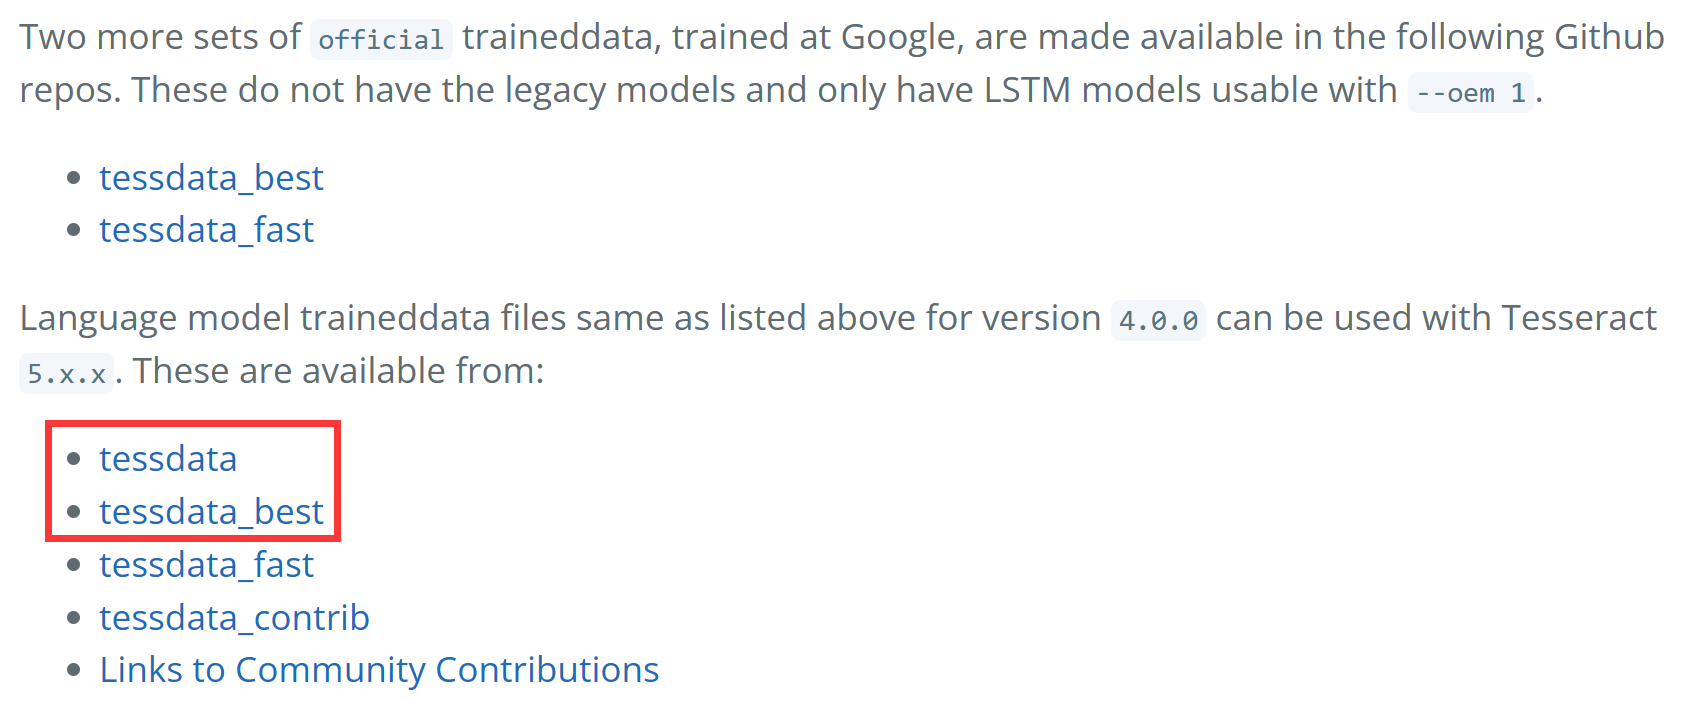 Two more sets of official traineddata, trained at Google, are made available in the following Github
repos. These do not have the legacy models and only have LSTM models usable with --oem 1.
tessdata_best
tessdata_fast
Language model traineddata files same as listed above for version 4.0.0 can be used with Tesseract
5.x.x. These are available from:
tessdata
tessdata_best
tessdata_fast
tessdata_contrib
Links to Community Contributions